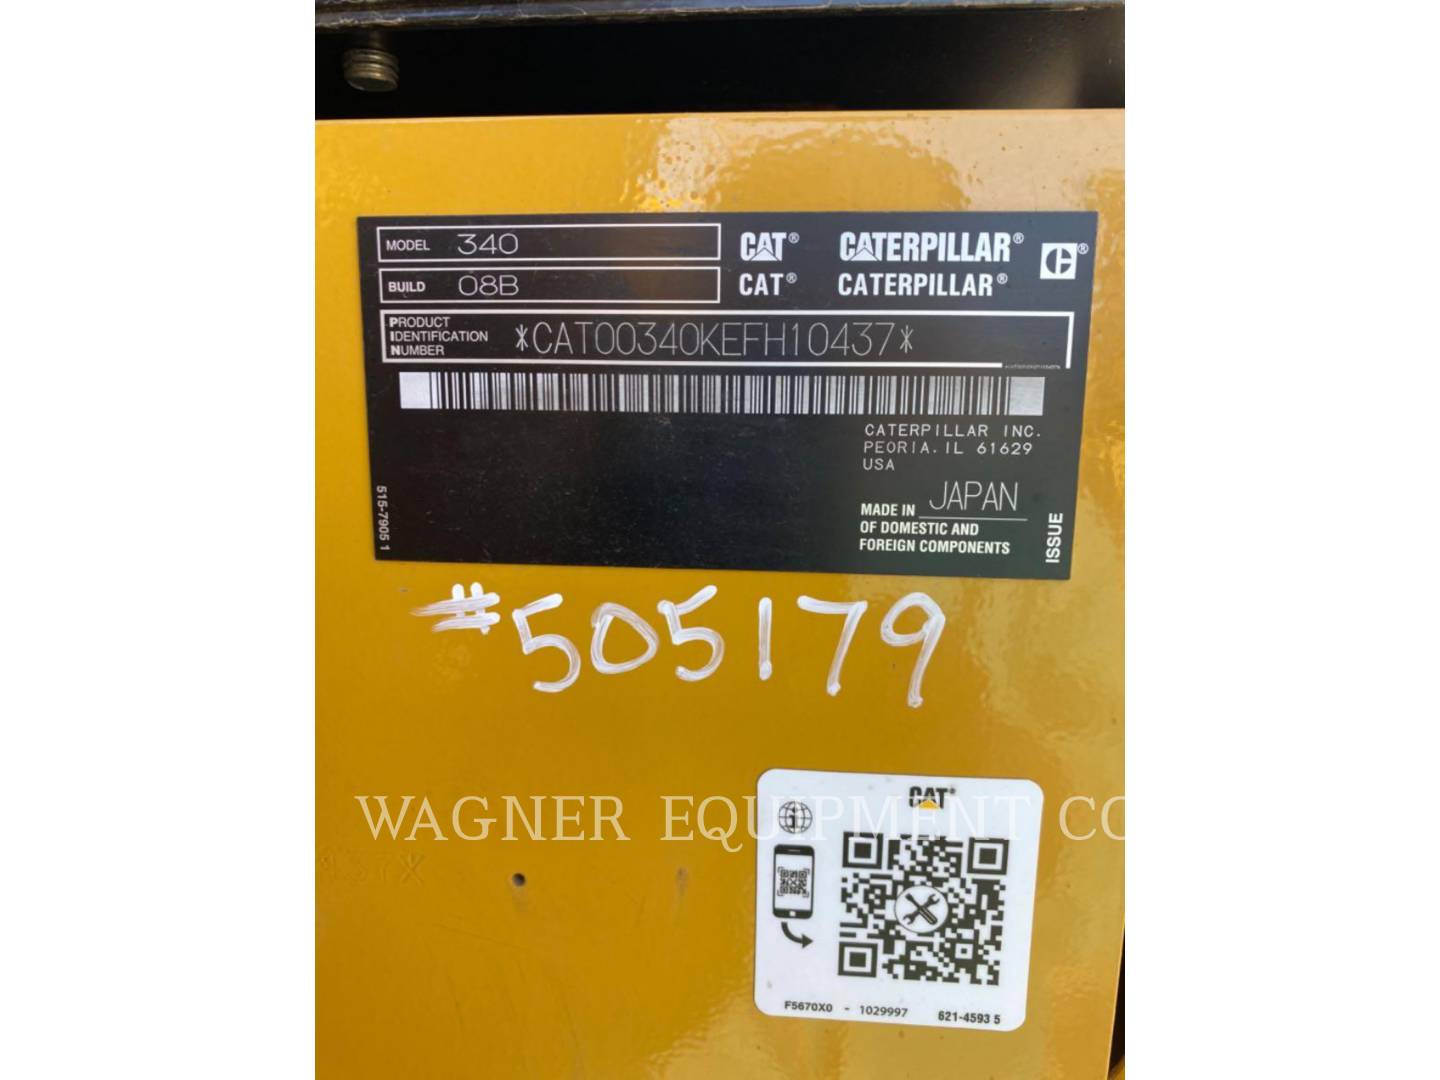 MODEL 340
BUILD 08B
CAT® CATERPILLAR® ®
CAT® CATERPILLAR®
PRODUCT
IDENTIFICATION
NUMBER
*CAT00340KEFH10437*
CATERPILLAR INC.
PEORIA, IL 61629
USA
MADE IN JAPAN
OF DOMESTIC AND
FOREIGN COMPONENTS
515-7905 1
ISSUE
#505179
CAT®
WAGNER EQUIPMENT CO
437*
F5670X0 - 1029997 621-4593 5